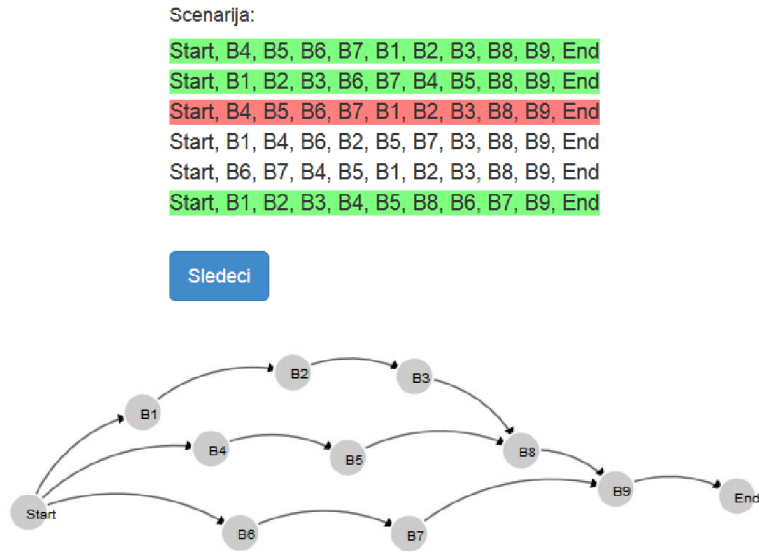 Scenarija:
Start, B4, B5, B6, B7, B1, B2, B3, B8, B9, End
Start, B1, B2, B3, B6, B7, B4, B5, B8, B9, End
Start, B4, B5, B6, B7, B1, B2, B3, B8, B9, End
Start, B1, B4, B6, B2, B5, B7, B3, B8, B9, End
Start, B6, B7, B4, B5, B1, B2, B3, B8, B9, End
Start, B1, B2, B3, B4, B5, B8, B6, B7, B9, End
Sledeci
B2
B3
B1
B4
B5
B8
B9
End
Start
B6
B7